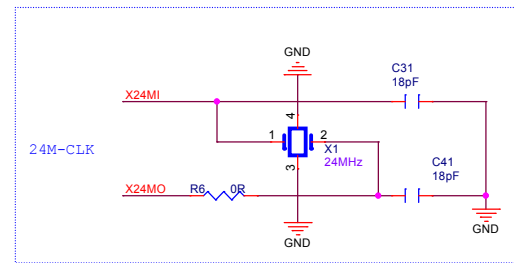 GND
C31
18pF
X24MI
4
1
2
X1
24MHz
24M-CLK
3
C41
18pF
X24MO
R6
0R
GND
GND